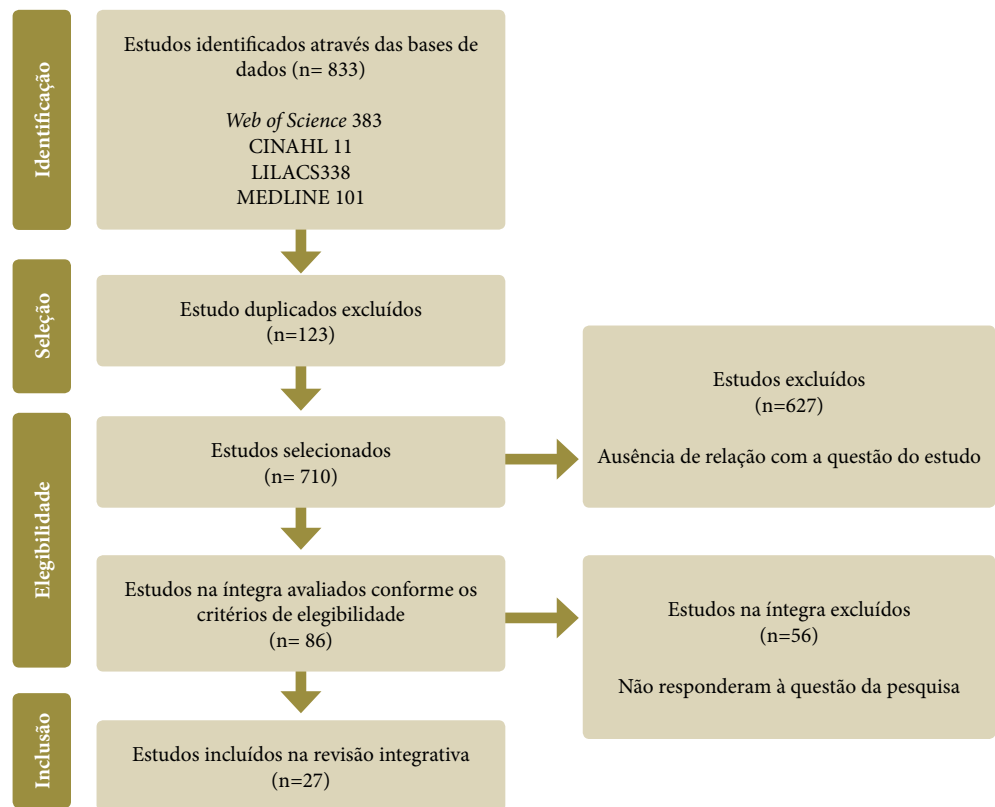 Identificação
Estudos identificados através das bases de
dados (n= 833)
Web of Science 383
CINAHL 11
LILACS338
MEDLINE 101
Seleção
Estudo duplicados excluídos
(n=123)
Elegibilidade
Estudos selecionados
(n= 710)
Estudos excluídos
(n=627)
Ausência de relação com a questão do estudo
Estudos na íntegra avaliados conforme os
critérios de elegibilidade
(n= 86)
Estudos na íntegra excluídos
(n=56)
Não responderam à questão da pesquisa
Inclusão
Estudos incluídos na revisão integrativa
(n=27)